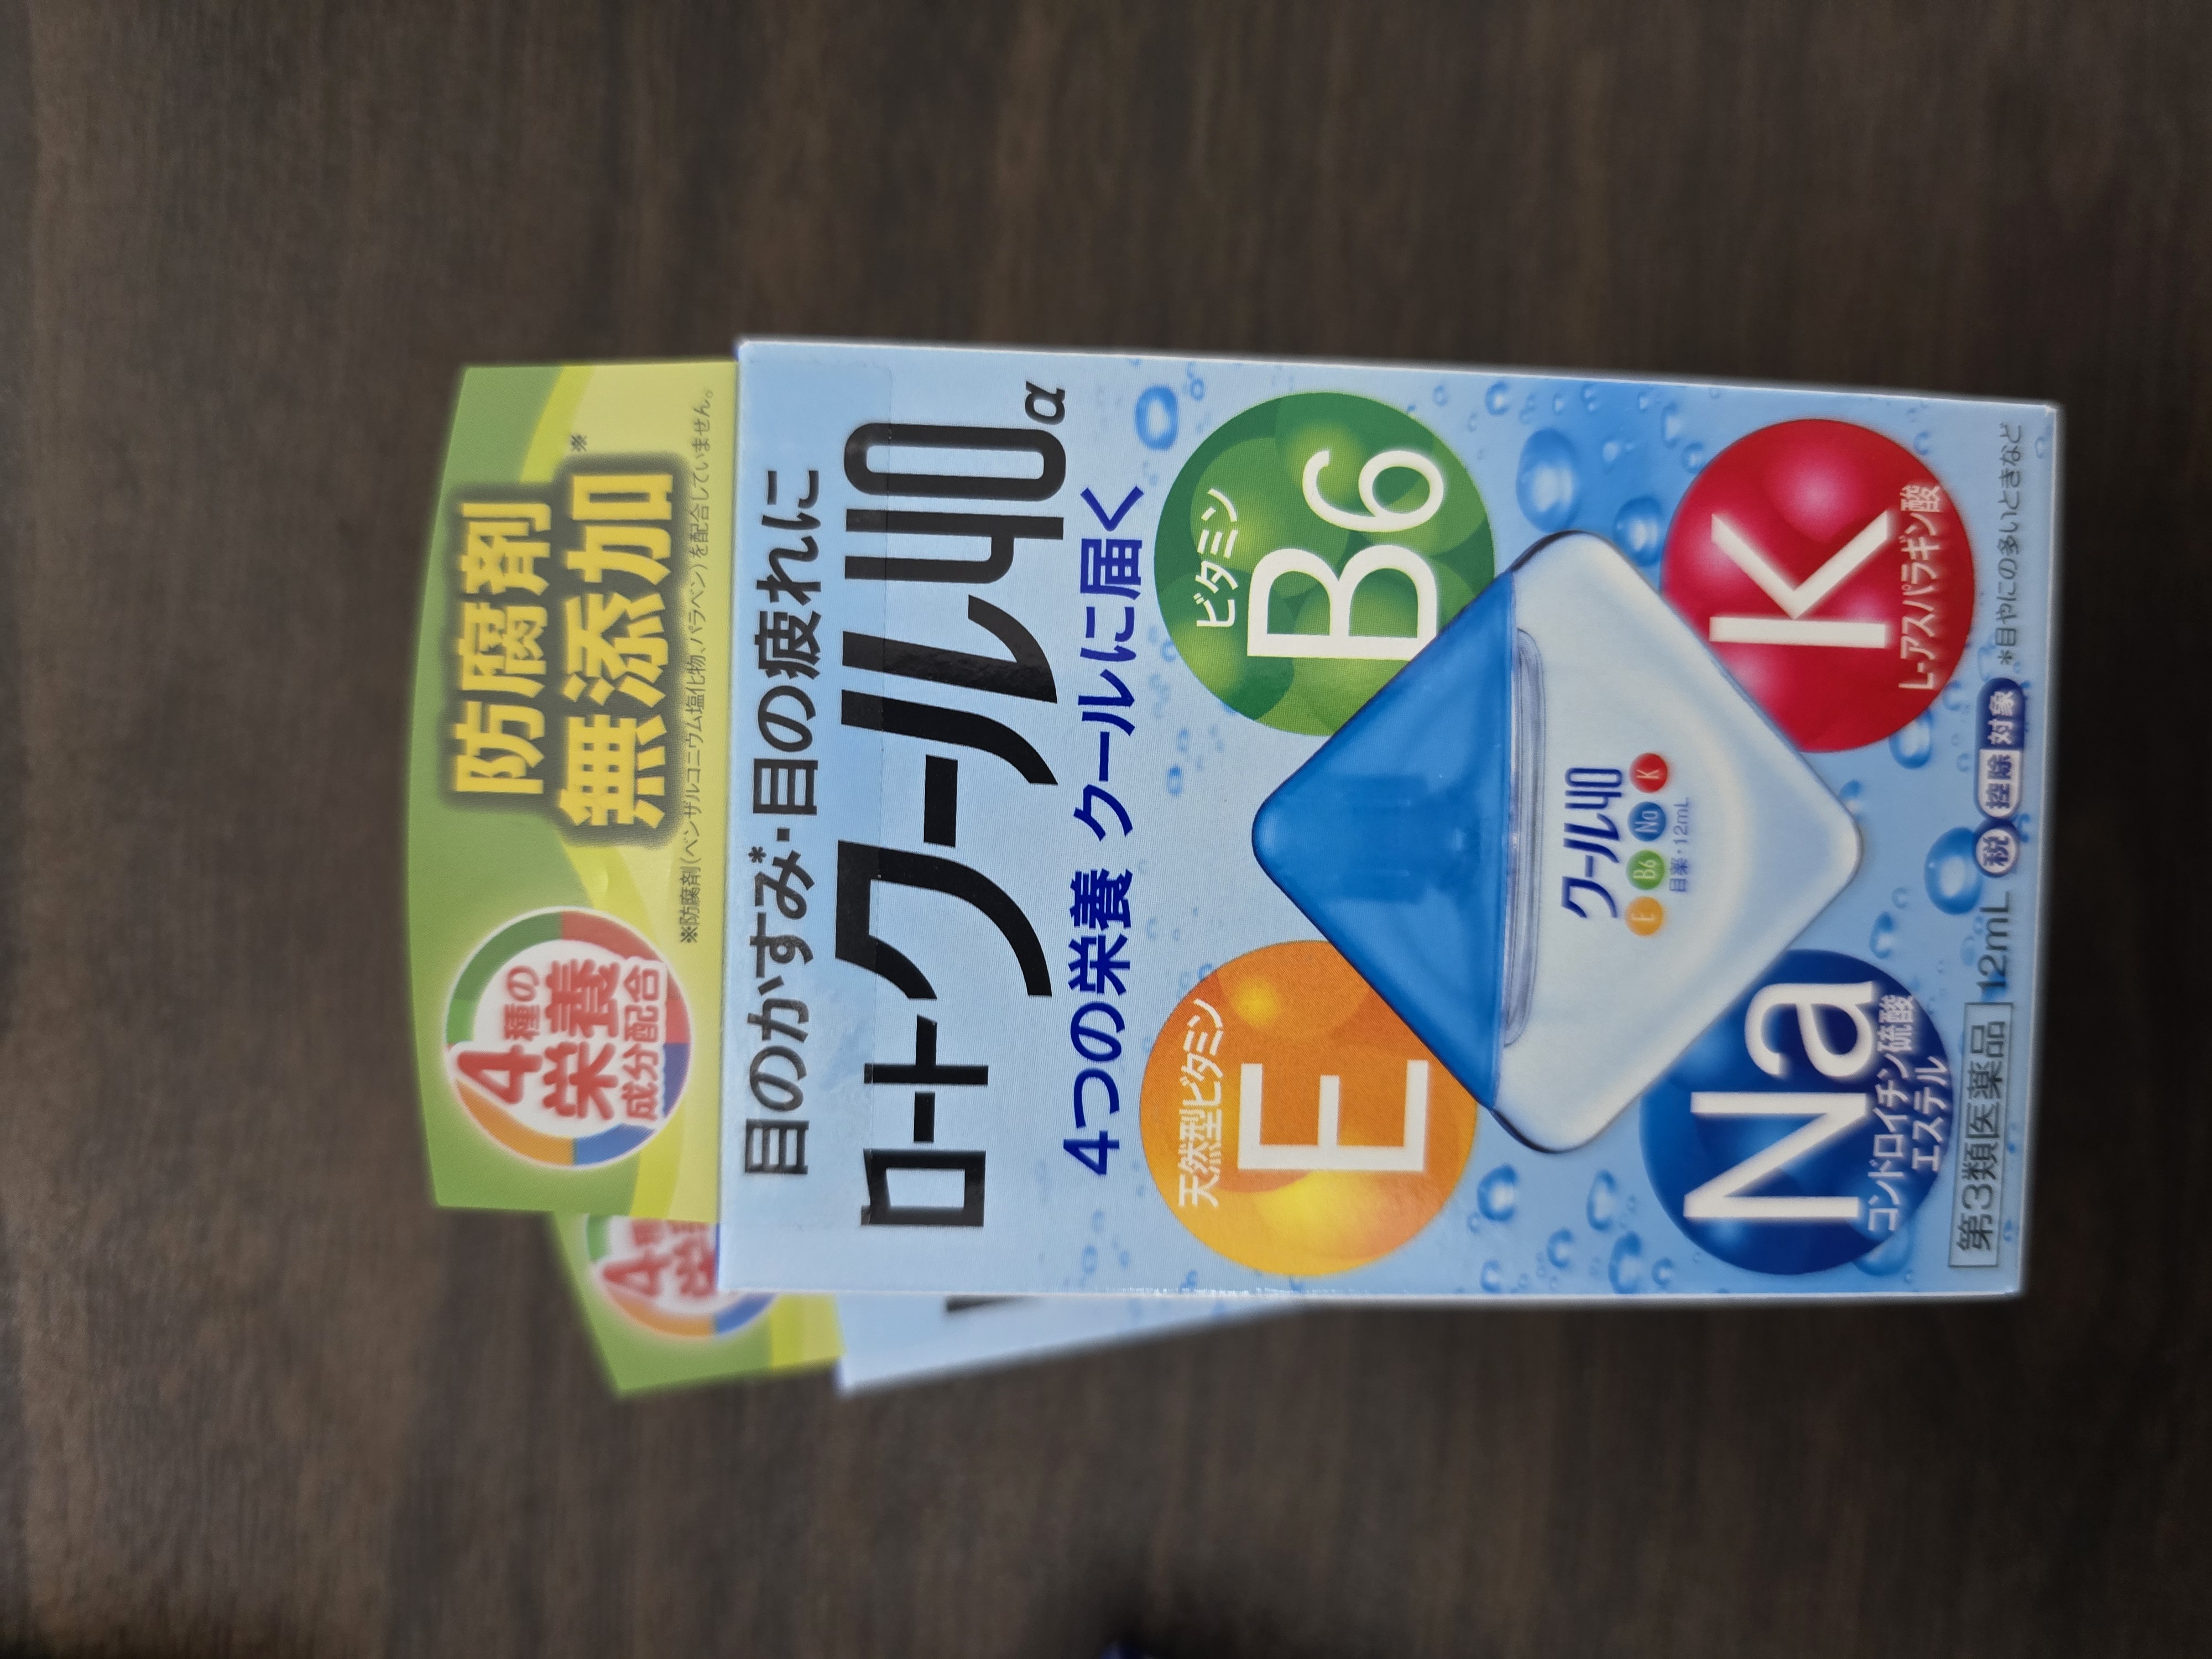 防腐剤
無添加※
4種の
栄養
成分配合
※防腐剤(ベンザルコニウム塩化物、パラベン)を配合していません。
目のかすみ*・目の疲れに
ロートクール40α
4つの栄養 クールに届く
天然型ビタミン
E
ビタミン
B6
クール40
E B6 Na K
目薬・12mL
Na
コンドロイチン硫酸
エステル
K
L-アスパラギン酸
第3類医薬品 12mL 税 控除 対象 *目やにの多いときなど
4